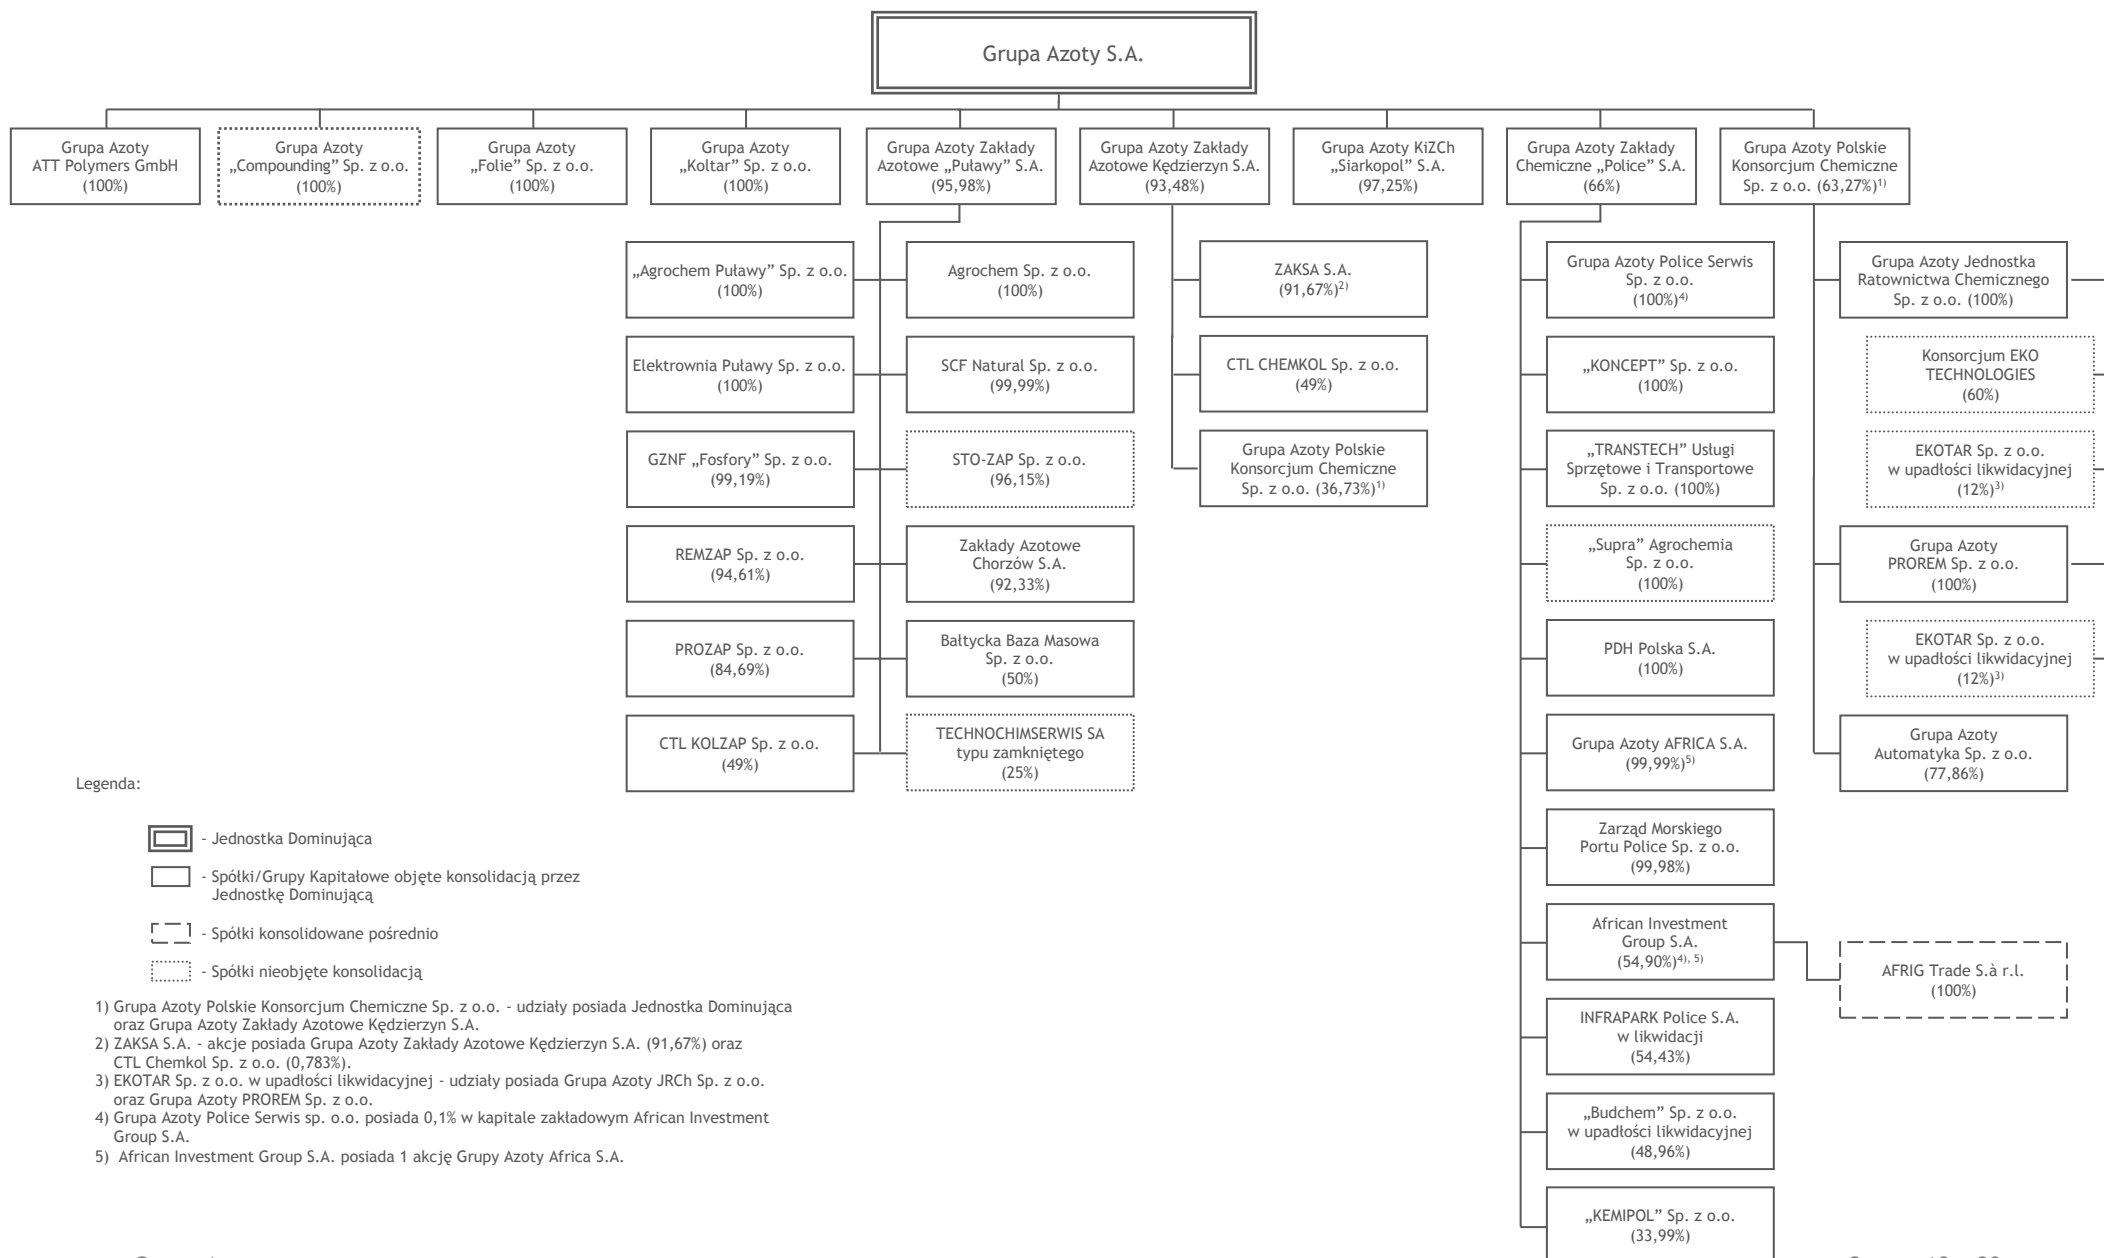 Grupa Azoty S.A.
Grupa Azoty
ATT Polymers GmbH
(100%)
Grupa Azoty
„Compounding” Sp. z o.o.
(100%)
Grupa Azoty
„Folie” Sp. z o.o.
(100%)
Grupa Azoty
„Koltar” Sp. z o.o.
(100%)
Grupa Azoty Zakłady
Azotowe „Puławy” S.A.
(95,98%)
Grupa Azoty Zakłady
Azotowe Kędzierzyn S.A.
(93,48%)
Grupa Azoty KiZCh
„Siarkopol” S.A.
(97,25%)
Grupa Azoty Zakłady
Chemiczne „Police” S.A.
(66%)
Grupa Azoty Polskie
Konsorcjum Chemiczne
Sp. z o.o. (63,27%)1)
„Agrochem Puławy” Sp. z o.o.
(100%)
Elektrownia Puławy Sp. z o.o.
(100%)
GZNF „Fosfory” Sp. z o.o.
(99,19%)
REMZAP Sp. z o.o.
(94,61%)
PROZAP Sp. z o.o.
(84,69%)
CTL KOLZAP Sp. z o.o.
(49%)
Agrochem Sp. z o.o.
(100%)
SCF Natural Sp. z o.o.
(99,99%)
STO-ZAP Sp. z o.o.
(96,15%)
Zakłady Azotowe
Chorzów S.A.
(92,33%)
Bałtycka Baza Masowa
Sp. z o.o.
(50%)
TECHNOCHIMSERWIS SA
typu zamkniętego
(25%)
ZAKSA S.A.
(91,67%)2)
CTL CHEMKOL Sp. z o.o.
(49%)
Grupa Azoty Polskie
Konsorcjum Chemiczne
Sp. z o.o. (36,73%)1)
Grupa Azoty Police Serwis
Sp. z o.o.
(100%)4)
„KONCEPT” Sp. z o.o.
(100%)
„TRANSTECH” Usługi
Sprzętowe i Transportowe
Sp. z o.o. (100%)
„Supra” Agrochemia
Sp. z o.o.
(100%)
PDH Polska S.A.
(100%)
Grupa Azoty AFRICA S.A.
(99,99%)5)
Zarząd Morskiego
Portu Police Sp. z o.o.
(99,98%)
African Investment
Group S.A.
(54,90%)4), 5)
INFRAPARK Police S.A.
w likwidacji
(54,43%)
„Budchem” Sp. z o.o.
w upadłości likwidacyjnej
(48,96%)
„KEMIPOL” Sp. z o.o.
(33,99%)
Grupa Azoty Jednostka
Ratownictwa Chemicznego
Sp. z o.o. (100%)
Konsorcjum EKO
TECHNOLOGIES
(60%)
EKOTAR Sp. z o.o.
w upadłości likwidacyjnej
(12%)3)
Grupa Azoty
PROREM Sp. z o.o.
(100%)
EKOTAR Sp. z o.o.
w upadłości likwidacyjnej
(12%)3)
Grupa Azoty
Automatyka Sp. z o.o.
(77,86%)
AFRIG Trade S.à r.l.
(100%)
Legenda:
- Jednostka Dominująca
- Spółki/Grupy Kapitałowe objęte konsolidacją przez
Jednostkę Dominującą
- Spółki konsolidowane pośrednio
- Spółki nieobjęte konsolidacją
1) Grupa Azoty Polskie Konsorcjum Chemiczne Sp. z o.o. - udziały posiada Jednostka Dominująca
oraz Grupa Azoty Zakłady Azotowe Kędzierzyn S.A.
2) ZAKSA S.A. - akcje posiada Grupa Azoty Zakłady Azotowe Kędzierzyn S.A. (91,67%) oraz
CTL Chemkol Sp. z o.o. (0,783%).
3) EKOTAR Sp. z o.o. w upadłości likwidacyjnej - udziały posiada Grupa Azoty JRCh Sp. z o.o.
oraz Grupa Azoty PROREM Sp. z o.o.
4) Grupa Azoty Police Serwis sp. o.o. posiada 0,1% w kapitale zakładowym African Investment
Group S.A.
5) African Investment Group S.A. posiada 1 akcję Grupy Azoty Africa S.A.